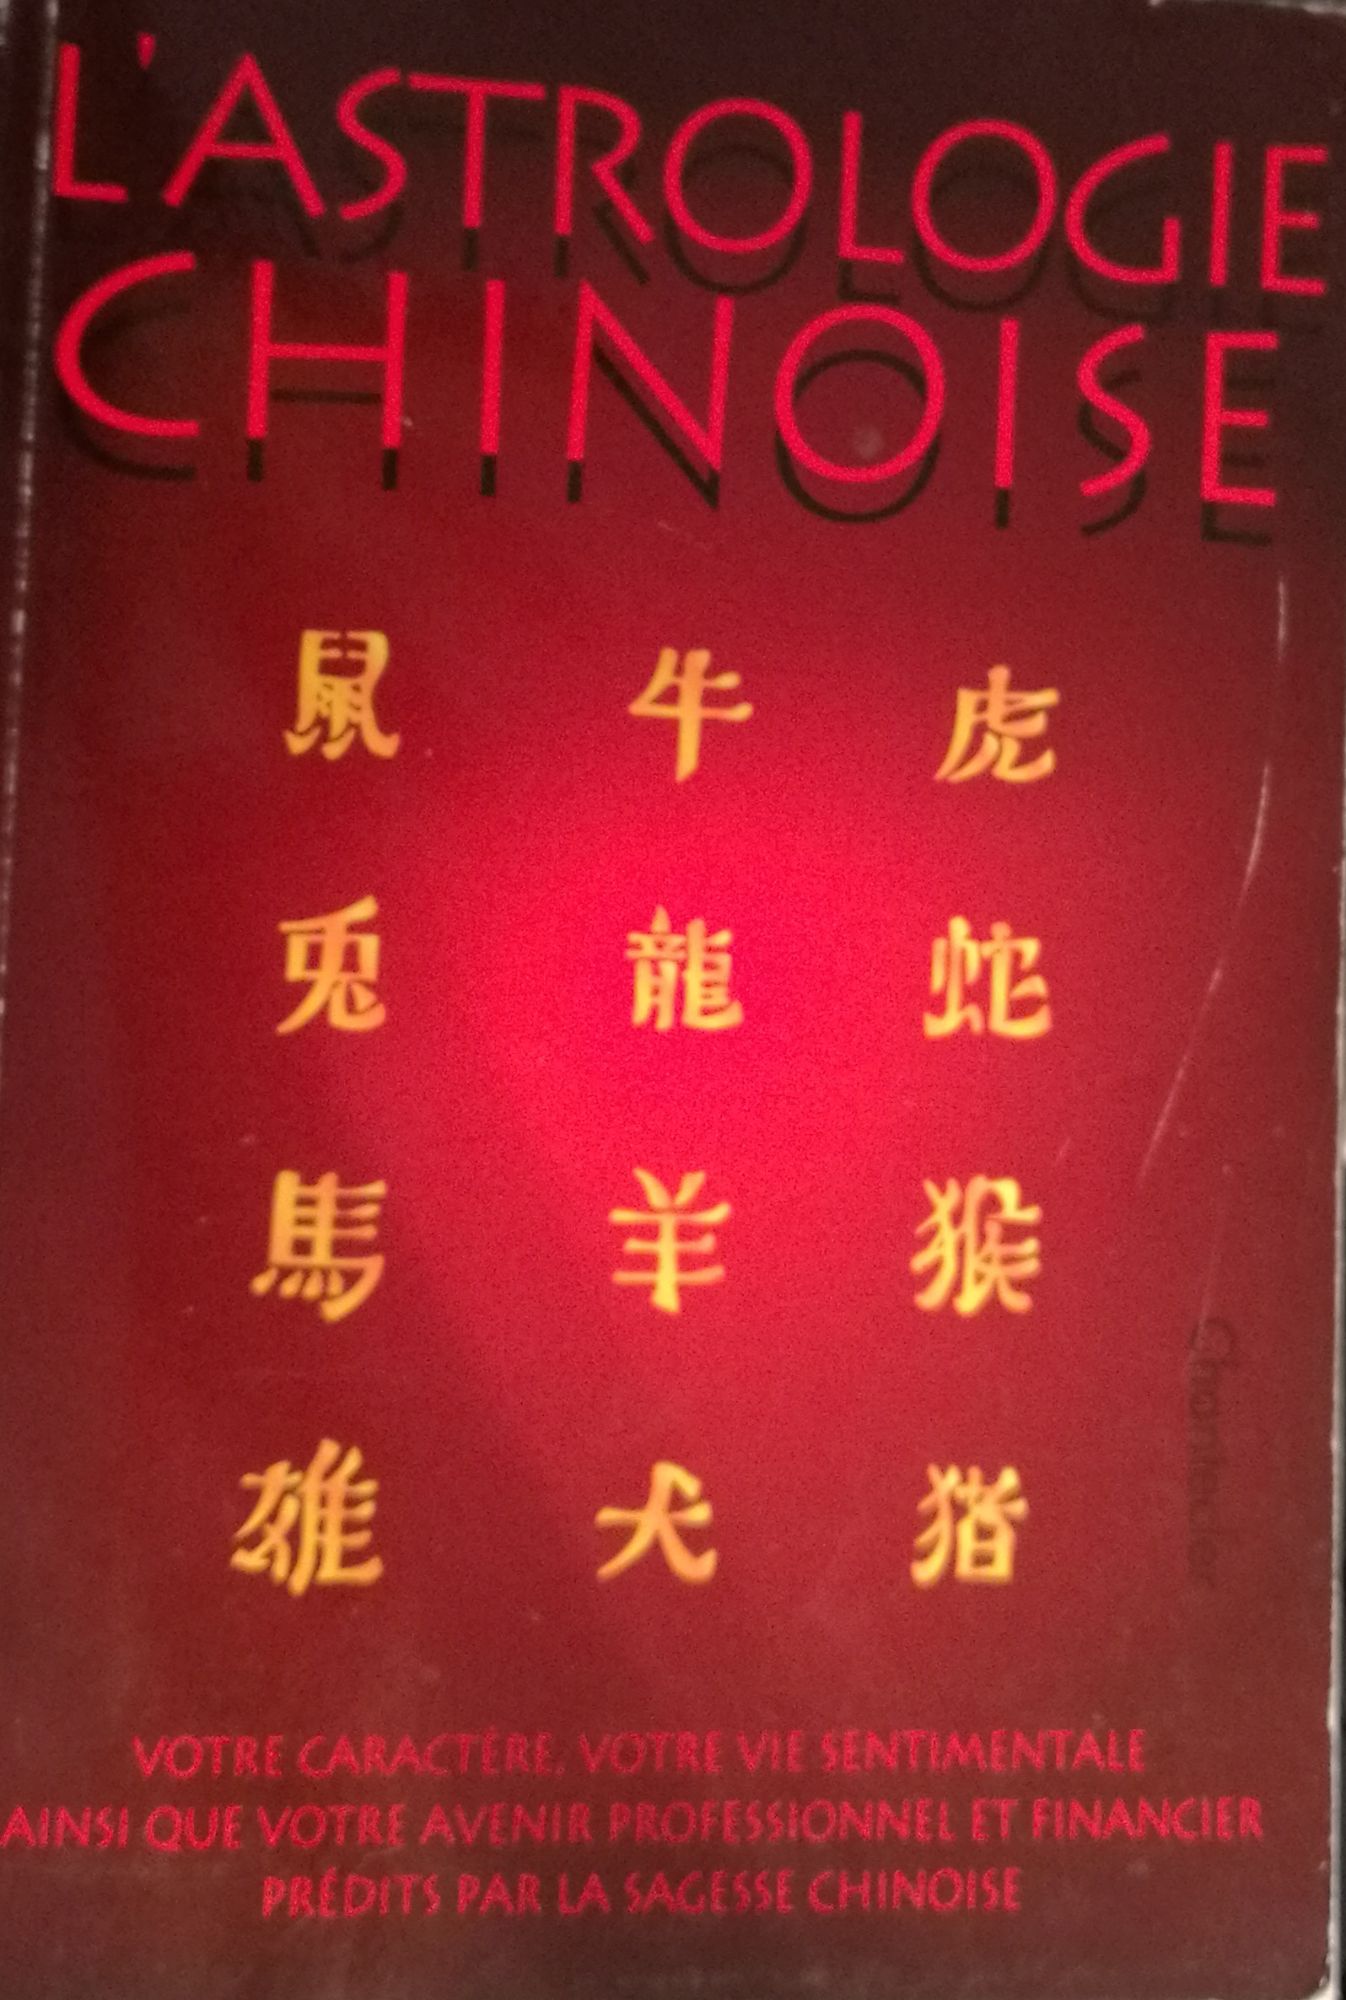 L'ASTROLOGIE
CHINOISE
鼠 牛 虎
兎 龍 蛇
馬 羊 猴
雄 犬 猪
Chantecler
VOTRE CARACTÈRE, VOTRE VIE SENTIMENTALE
AINSI QUE VOTRE AVENIR PROFESSIONNEL ET FINANCIER
PRÉDITS PAR LA SAGESSE CHINOISE